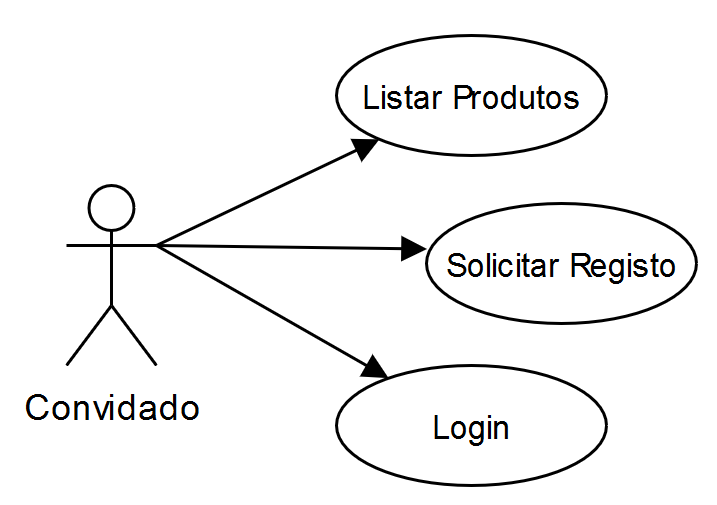 Listar Produtos
Solicitar Registo
Convidado
Login